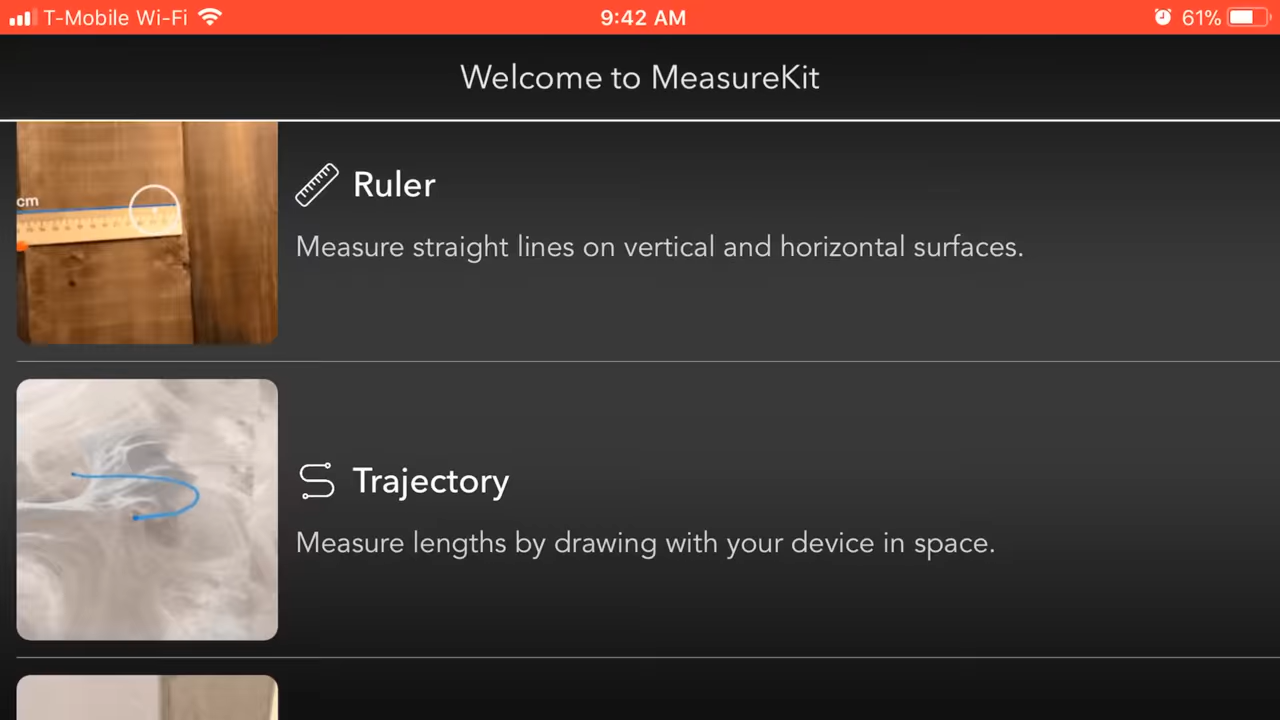 T-Mobile Wi-Fi 9:42 AM 61%
Welcome to MeasureKit
cm
Ruler
Measure straight lines on vertical and horizontal surfaces.
Trajectory
Measure lengths by drawing with your device in space.